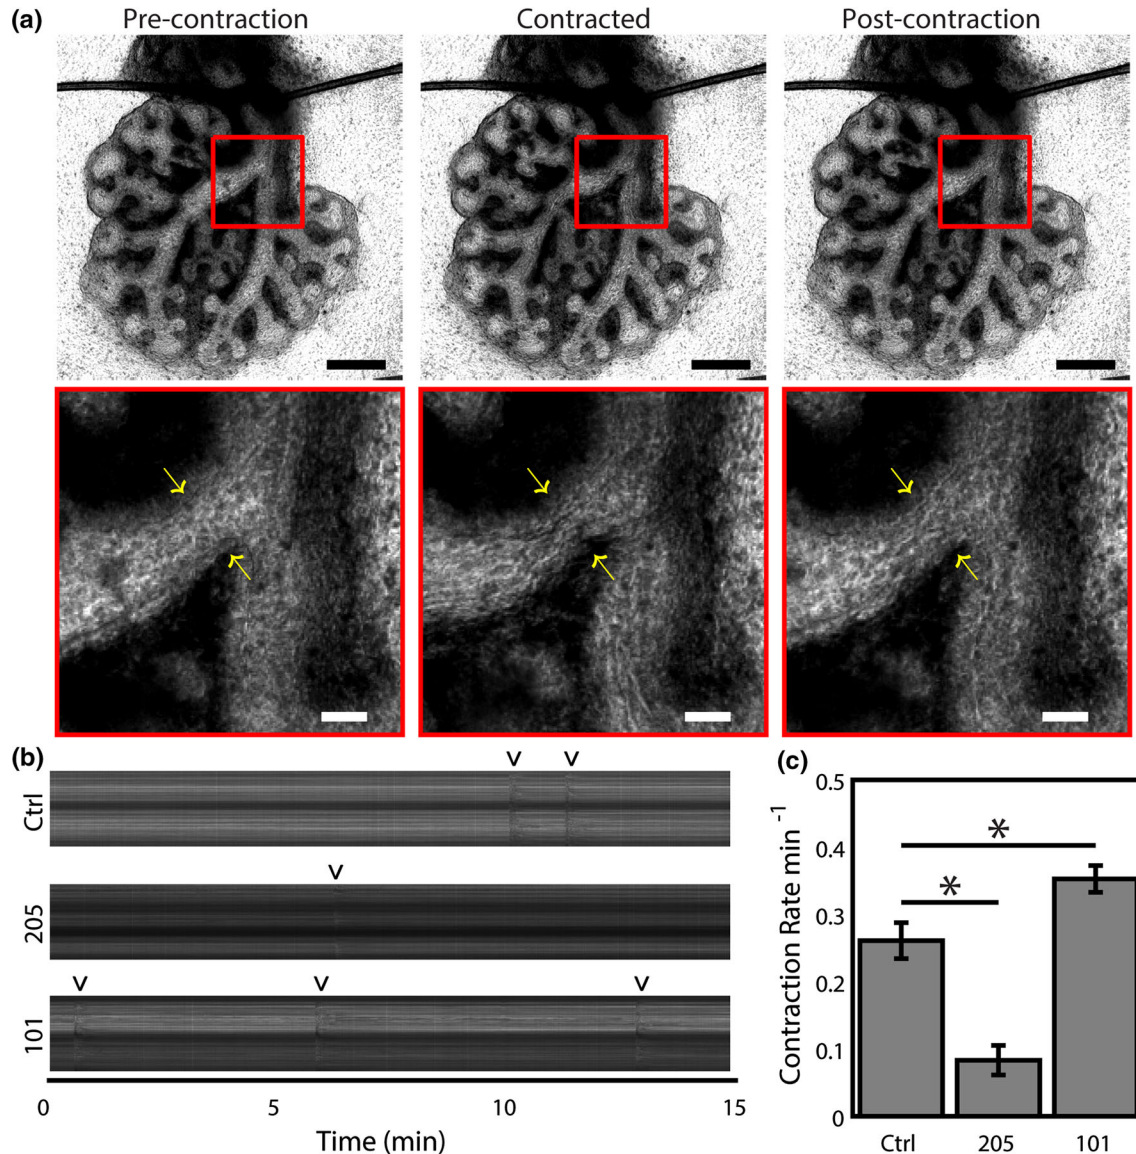 (a)
Pre-contraction
Contracted
Post-contraction
(b)
Ctrl
205
101
0
5
10
15
Time (min)
(c)
Contraction Rate min⁻¹
0.5
0.4
0.3
0.2
0.1
0
*
*
Ctrl
205
101